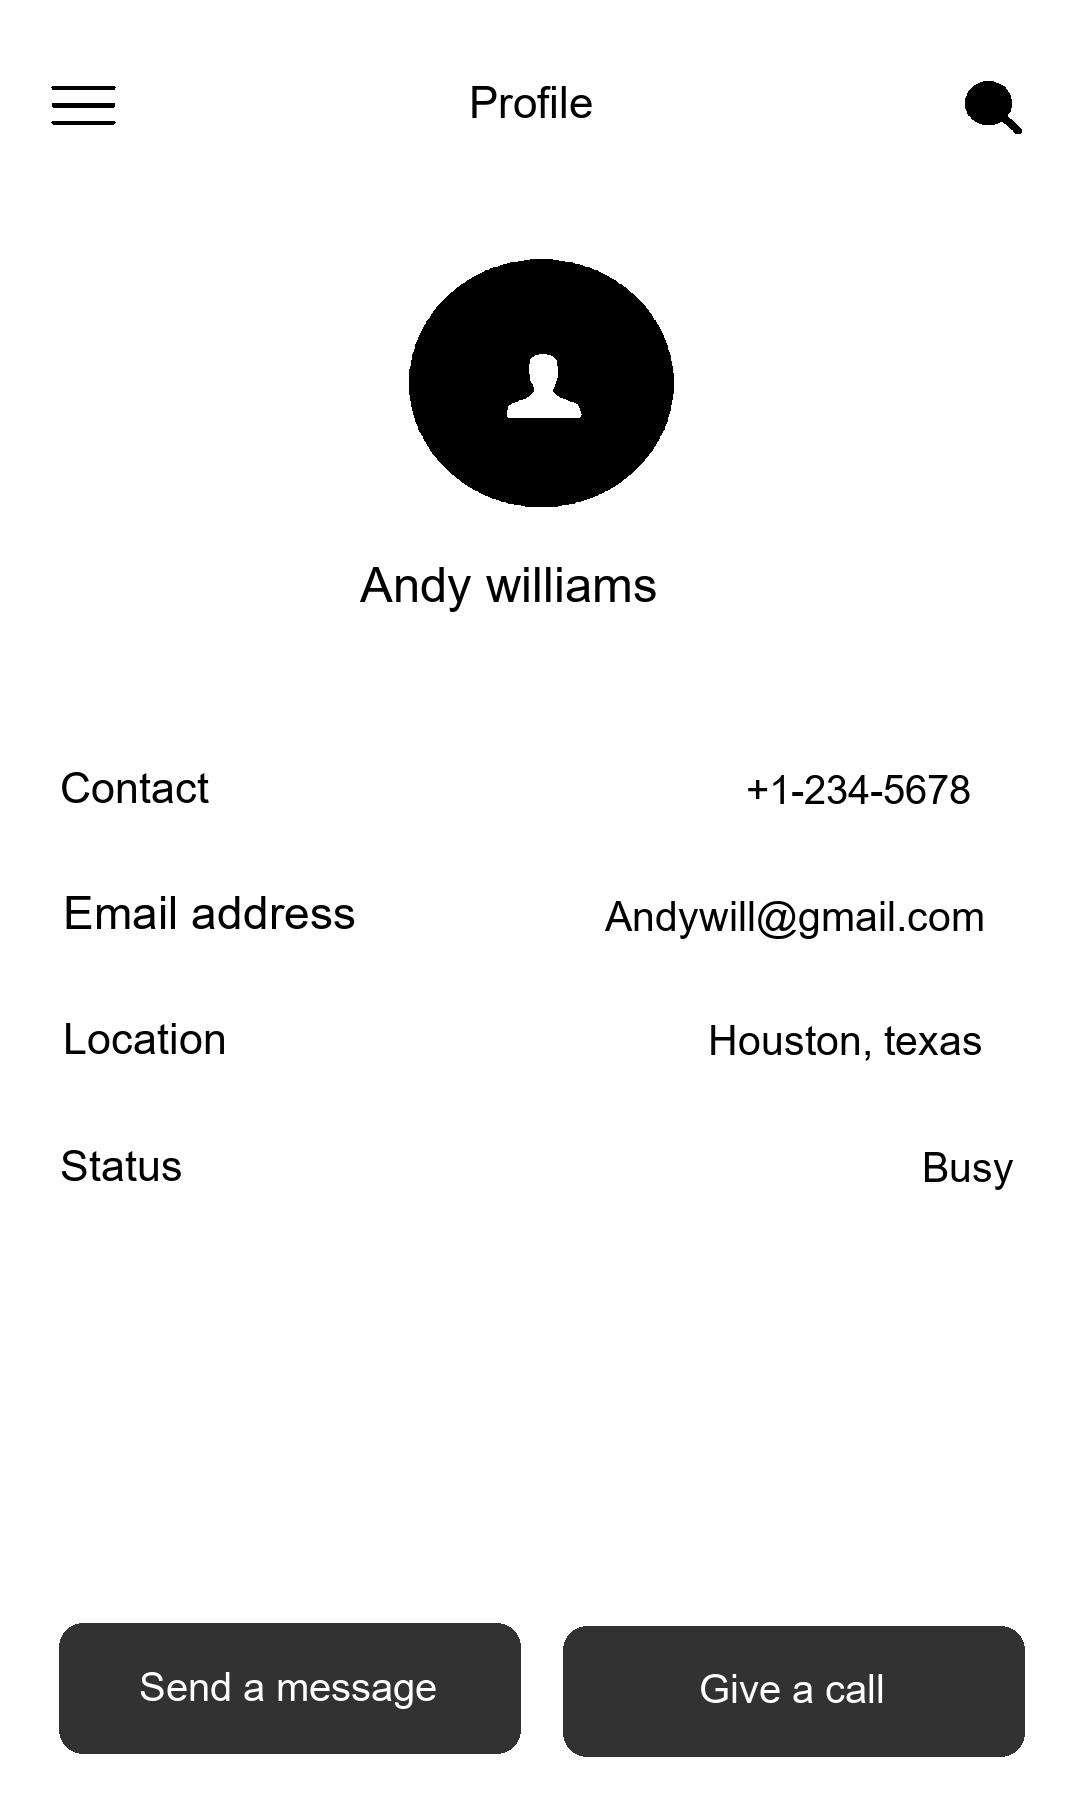 Profile
Andy williams
Contact +1-234-5678
Email address Andywill@gmail.com
Location Houston, texas
Status Busy
Send a message Give a call